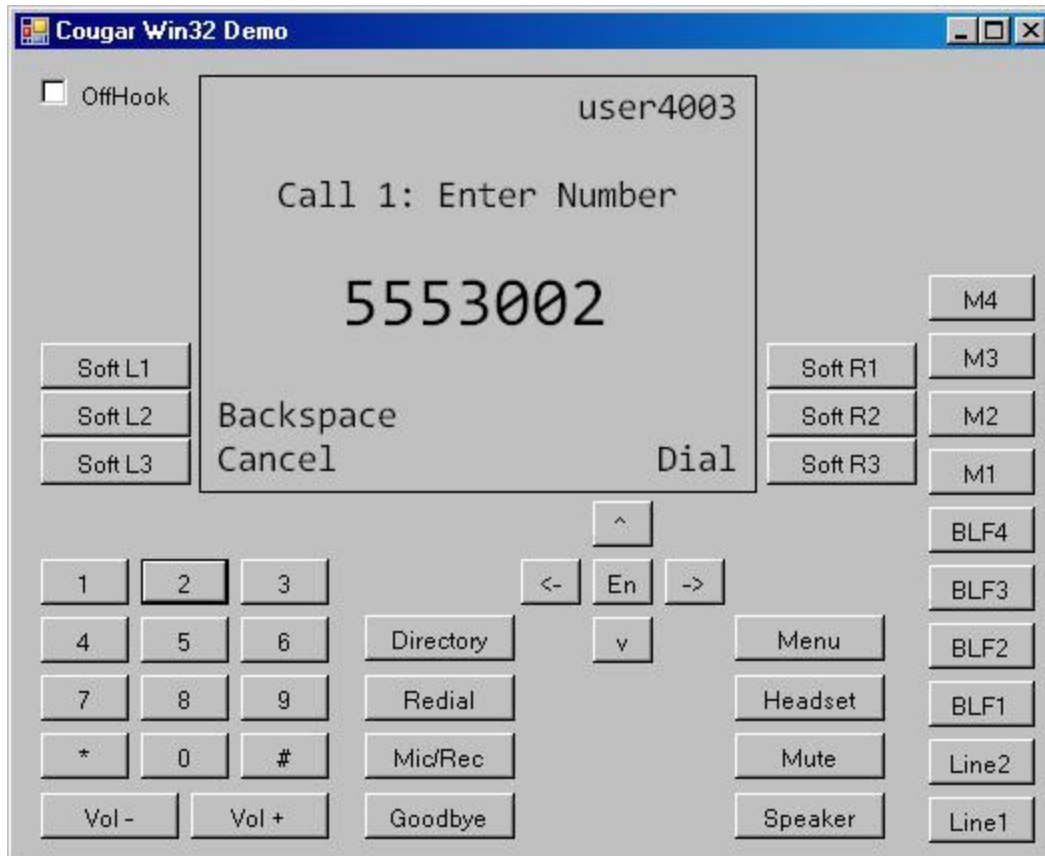 Cougar Win32 Demo
OffHook
user4003
Call 1: Enter Number
5553002
Backspace
Cancel Dial
Soft L1
Soft L2
Soft L3
Soft R1
Soft R2
Soft R3
M4
M3
M2
M1
BLF4
BLF3
BLF2
BLF1
Line2
Line1
^
<- En ->
v
1 2 3
4 5 6
7 8 9
* 0 #
Vol - Vol +
Directory
Redial
Mic/Rec
Goodbye
Menu
Headset
Mute
Speaker